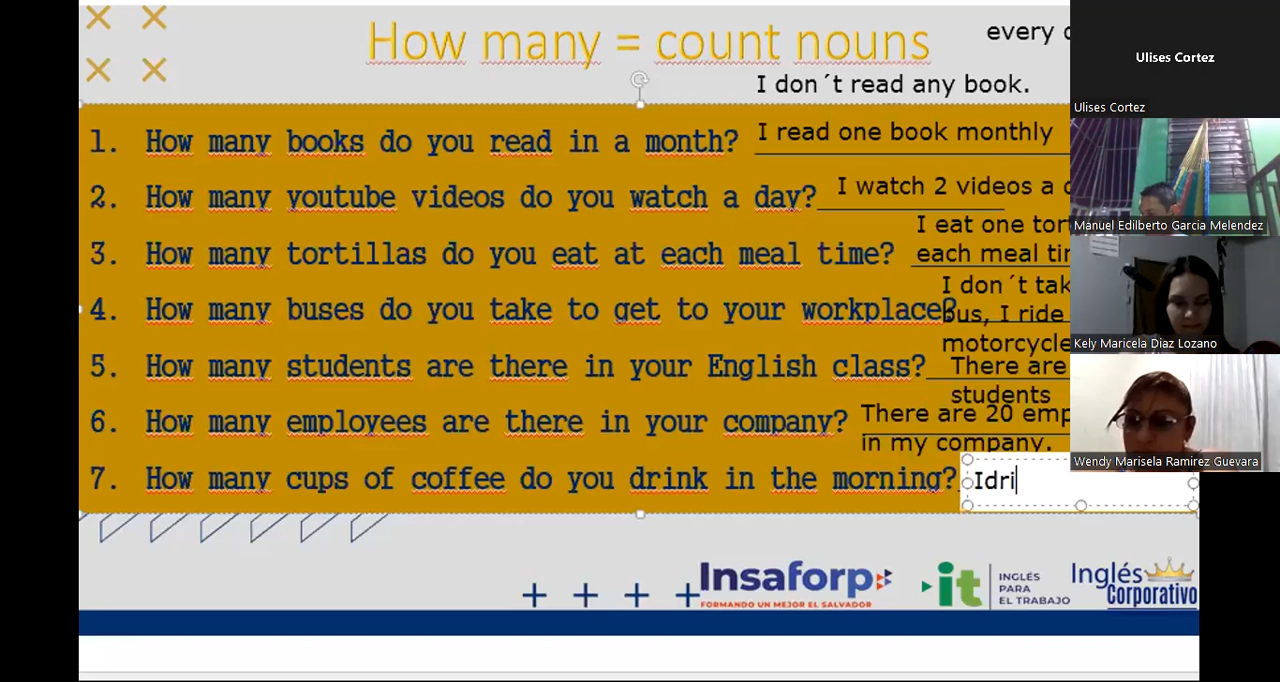 How many = count nouns
every
I don´t read any book.
1. How many books do you read in a month? I read one book monthly
2. How many youtube videos do you watch a day? I watch 2 videos a
I eat one
3. How many tortillas do you eat at each meal time? each meal
I don´t
4. How many buses do you take to get to your workplace? bus, I ride
motorcycle
5. How many students are there in your English class? There are
students
6. How many employees are there in your company? There are 20
in my company.
7. How many cups of coffee do you drink in the morning? Idri
Insaforp
FORMANDO UN MEJOR EL SALVADOR
it
INGLÉS
PARA
EL TRABAJO
Inglés
Corporativo
Ulises Cortez
Ulises Cortez
Manuel Edilberto Garcia Melendez
Kely Maricela Diaz Lozano
Wendy Marisela Ramirez Guevara